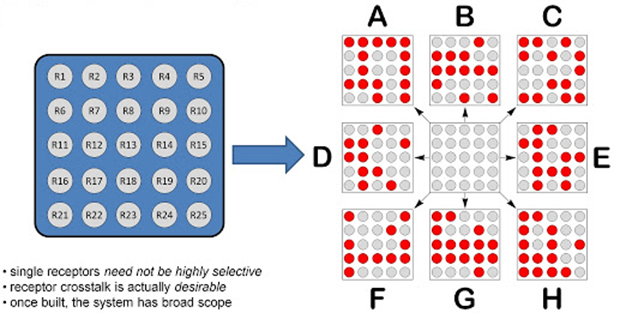 A B C
R1 R2 R3 R4 R5
R6 R7 R8 R9 R10
R11 R12 R13 R14 R15
D E
R16 R17 R18 R19 R20
R21 R22 R23 R24 R25
• single receptors need not be highly selective
• receptor crosstalk is actually desirable
• once built, the system has broad scope
F G H